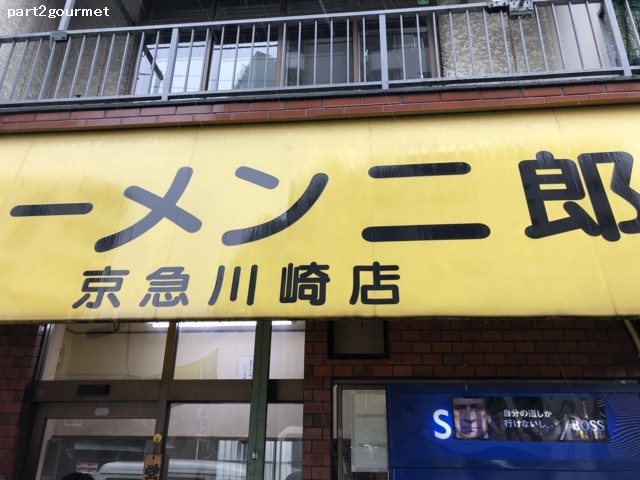 part2gourmet
ーメン二郎
京急川崎店
自分の道しか
行けないし、
BOSS
S
営